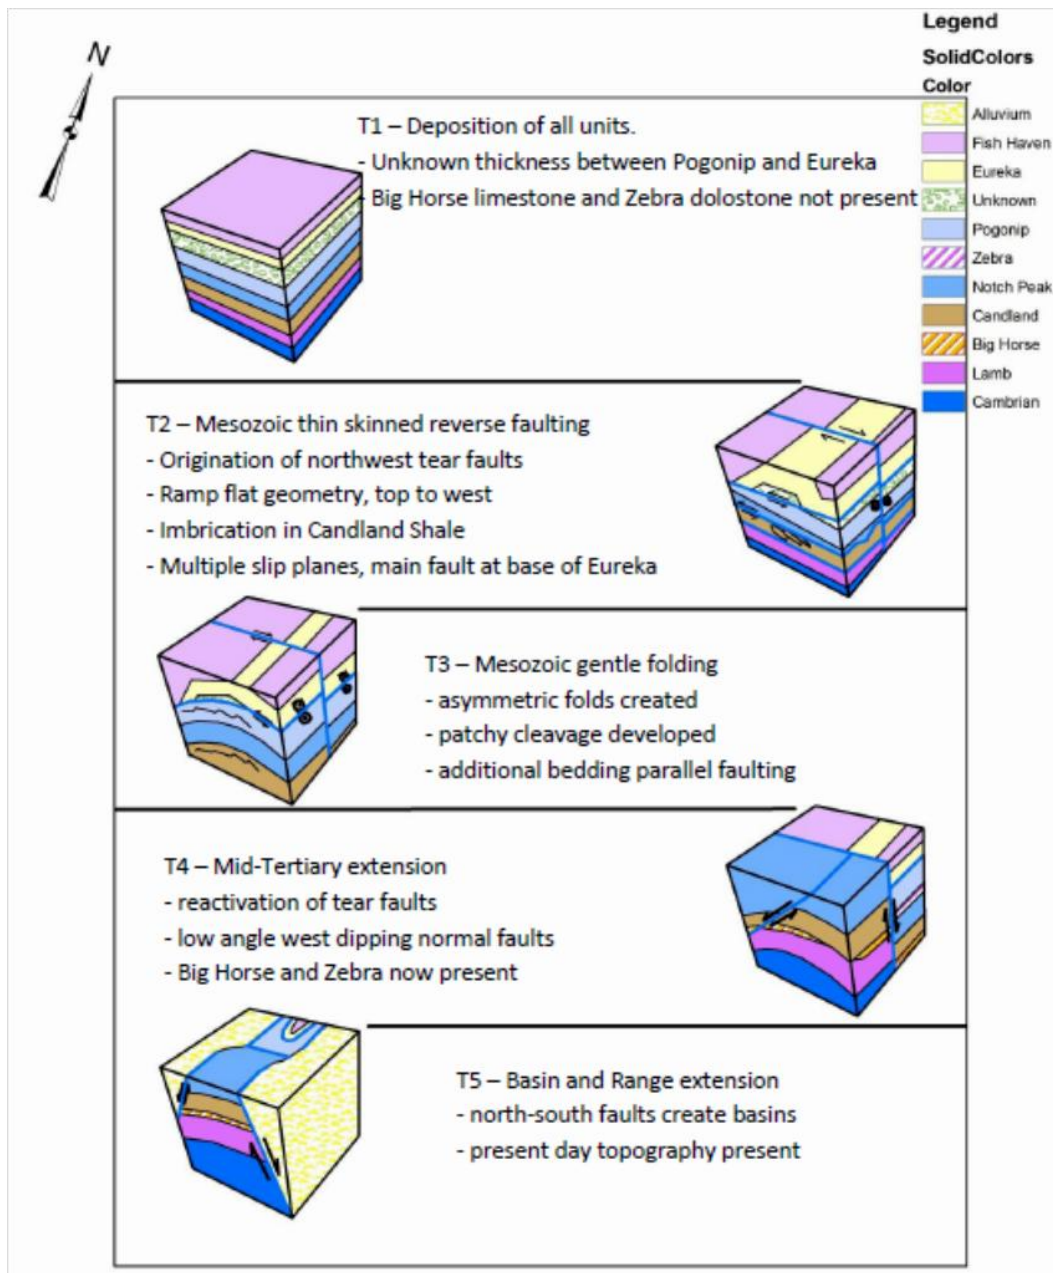 N
Legend
SolidColors
Color
Alluvium
Fish Haven
Eureka
Unknown
Pogonip
Zebra
Notch Peak
Candland
Big Horse
Lamb
Cambrian
T1 – Deposition of all units.
- Unknown thickness between Pogonip and Eureka
- Big Horse limestone and Zebra dolostone not present
T2 – Mesozoic thin skinned reverse faulting
- Origination of northwest tear faults
- Ramp flat geometry, top to west
- Imbrication in Candland Shale
- Multiple slip planes, main fault at base of Eureka
T3 – Mesozoic gentle folding
- asymmetric folds created
- patchy cleavage developed
- additional bedding parallel faulting
T4 – Mid-Tertiary extension
- reactivation of tear faults
- low angle west dipping normal faults
- Big Horse and Zebra now present
T5 – Basin and Range extension
- north-south faults create basins
- present day topography present